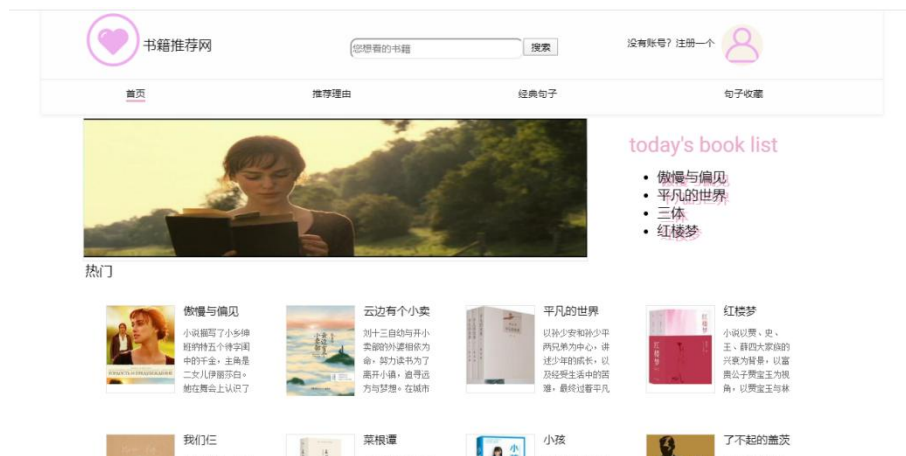 书籍推荐网
您想看的书籍
搜索
没有账号？注册一个
首页
推荐理由
经典句子
句子收藏
today's book list
傲慢与偏见
平凡的世界
三体
红楼梦
热门
傲慢与偏见
小说描写了小乡绅
班纳特五个待字闺
中的千金，主角是
二女儿伊丽莎白。
她在舞会上认识了
云边有个小卖
刘十三自幼与开小
卖部的外婆相依为
命，努力读书为了
离开小镇，追寻远
方与梦想。在城市
平凡的世界
以孙少安和孙少平
两兄弟为中心，讲
述少年的成长，以
及经受生活中的苦
难，最终过着平凡
红楼梦
小说以贾、史、
王、薛四大家族的
兴衰为背景，以富
贵公子贾宝玉为视
角，以贾宝玉与林
我们仨
菜根谭
小孩
了不起的盖茨